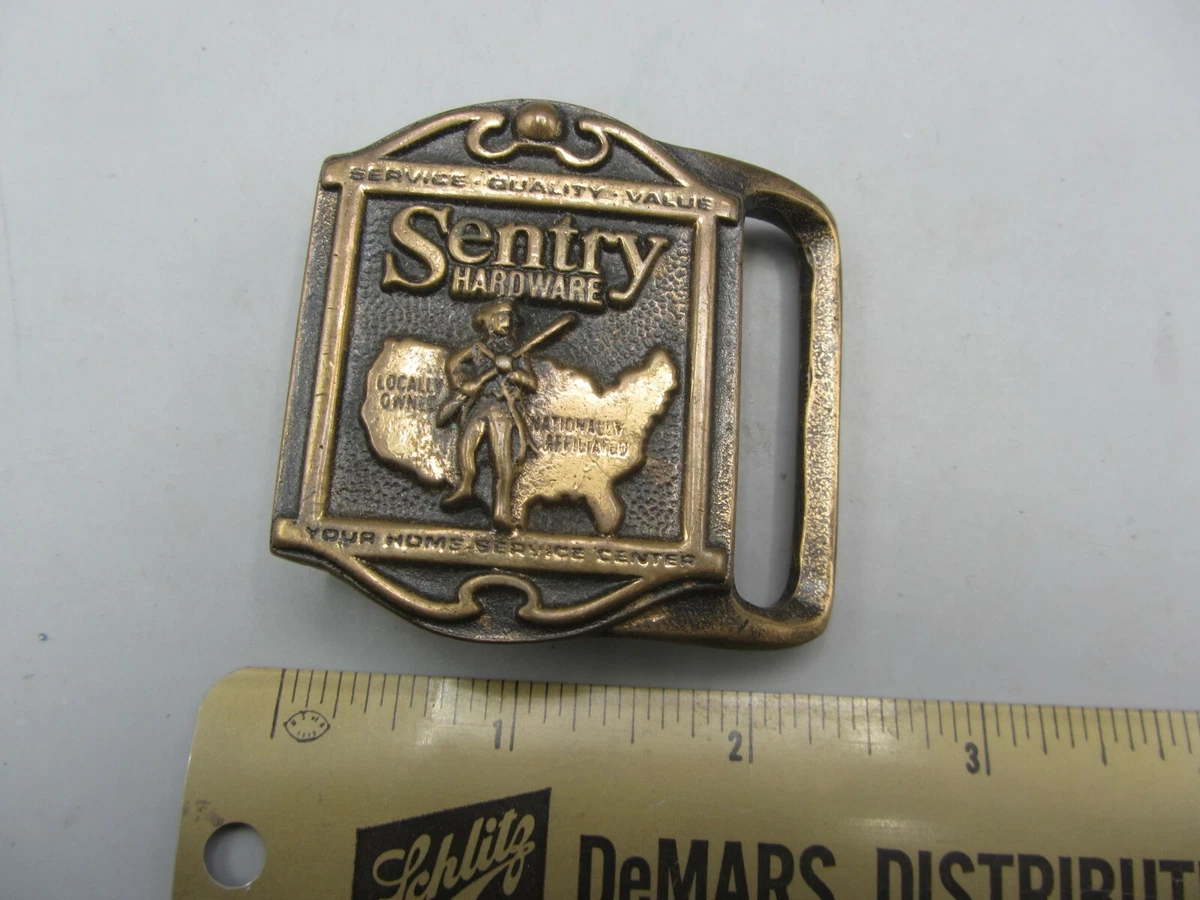 SERVICE · QUALITY · VALUE
Sentry
HARDWARE
LOCALLY
OWNED
NATIONALLY
AFFILIATED
YOUR HOME SERVICE CENTER
1 2 3
Schlitz
DeMARS DISTRIBUT